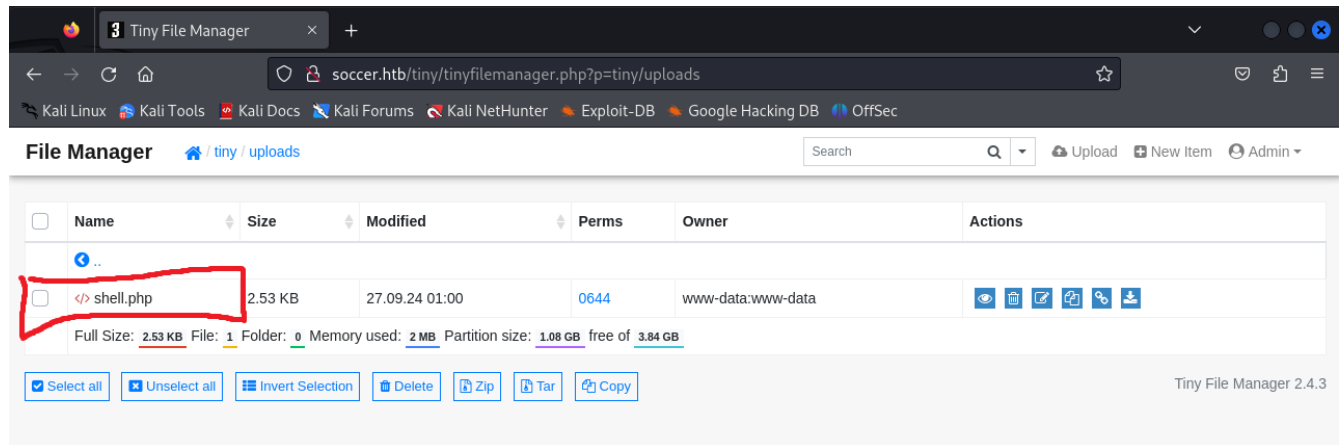 Tiny File Manager
soccer.htb/tiny/tinyfilemanager.php?p=tiny/uploads
Kali Linux Kali Tools Kali Docs Kali Forums Kali NetHunter Exploit-DB Google Hacking DB OffSec
File Manager / tiny / uploads Search Upload New Item Admin
Name Size Modified Perms Owner Actions
..
</> shell.php 2.53 KB 27.09.24 01:00 0644 www-data:www-data
Full Size: 2.53 KB File: 1 Folder: 0 Memory used: 2 MB Partition size: 1.08 GB free of 3.84 GB
Select all Unselect all Invert Selection Delete Zip Tar Copy Tiny File Manager 2.4.3